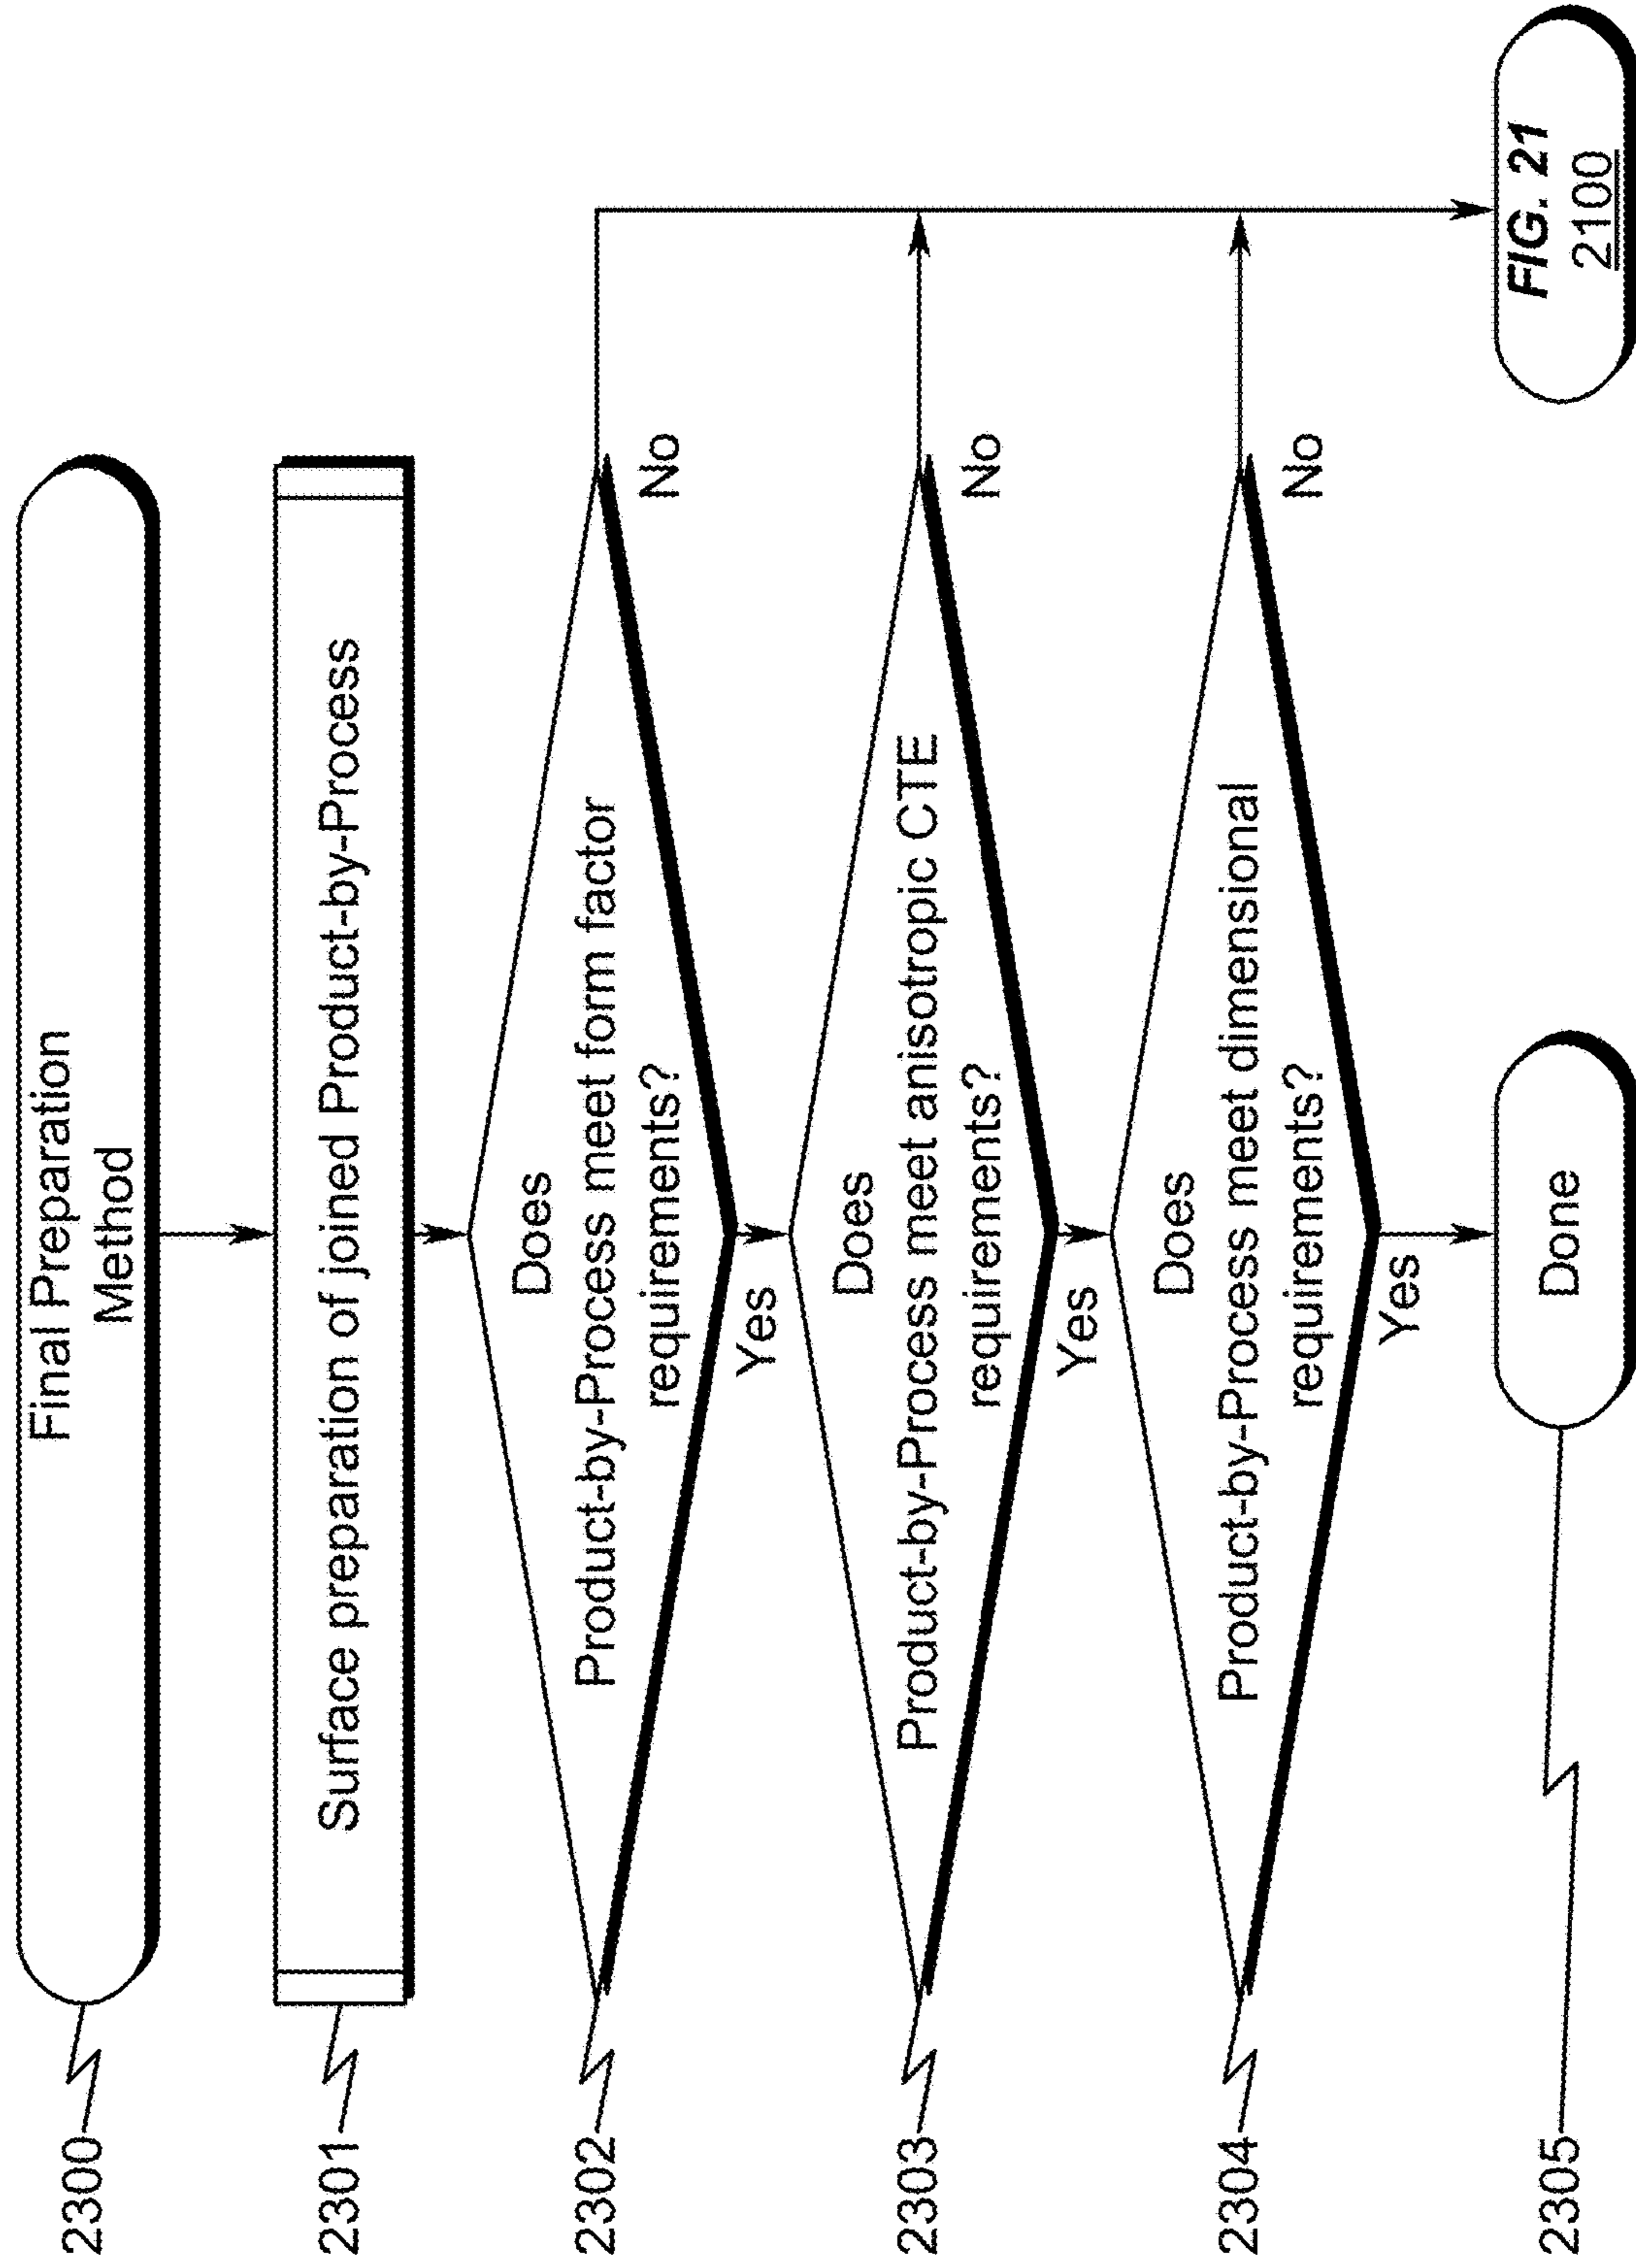 2300
Final Preparation
Method
2301
Surface preparation of joined Product-by-Process
2302
Does
Product-by-Process meet form factor
requirements?
No
Yes
2303
Does
Product-by-Process meet anisotropic CTE
requirements?
No
Yes
2304
Does
Product-by-Process meet dimensional
requirements?
No
Yes
2305
Done
FIG. 21
2100